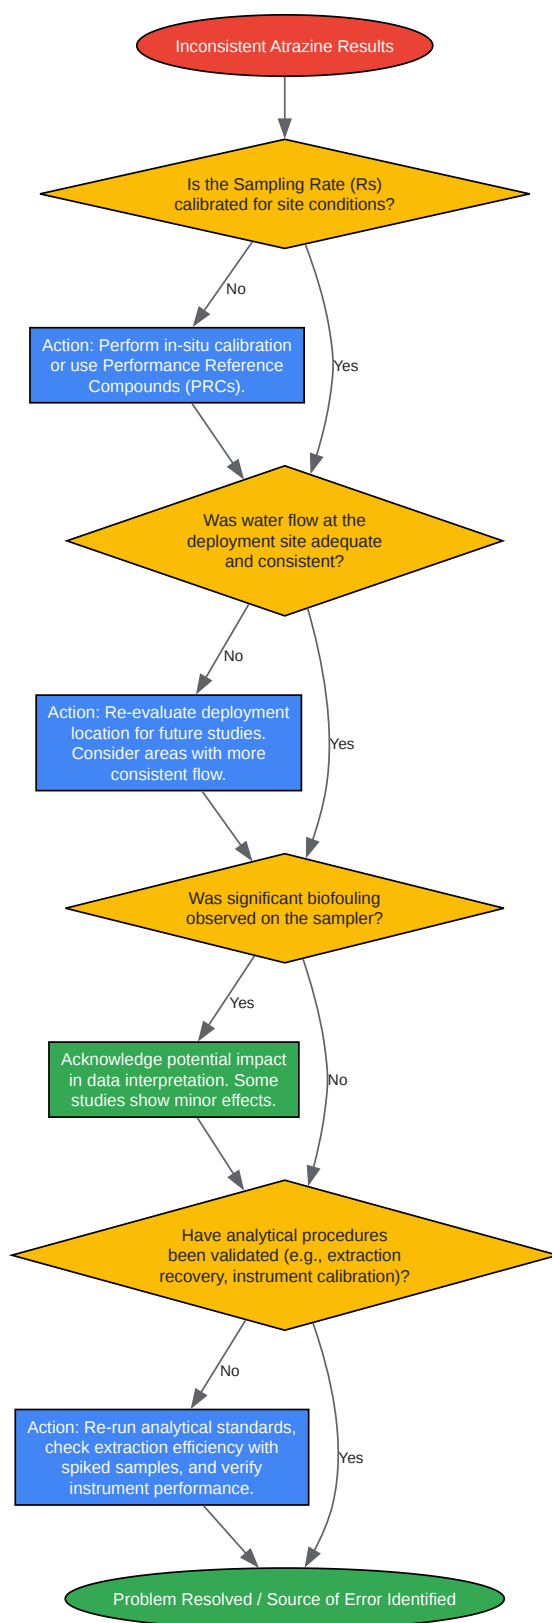 Inconsistent Atrazine Results
Is the Sampling Rate (Rs)
calibrated for site conditions?
No
Yes
Action: Perform in-situ calibration
or use Performance Reference
Compounds (PRCs).
Was water flow at the
deployment site adequate
and consistent?
No
Yes
Action: Re-evaluate deployment
location for future studies.
Consider areas with more
consistent flow.
Was significant biofouling
observed on the sampler?
Yes
No
Acknowledge potential impact
in data interpretation. Some
studies show minor effects.
Have analytical procedures
been validated (e.g., extraction
recovery, instrument calibration)?
No
Yes
Action: Re-run analytical standards,
check extraction efficiency with
spiked samples, and verify
instrument performance.
Problem Resolved / Source of Error Identified